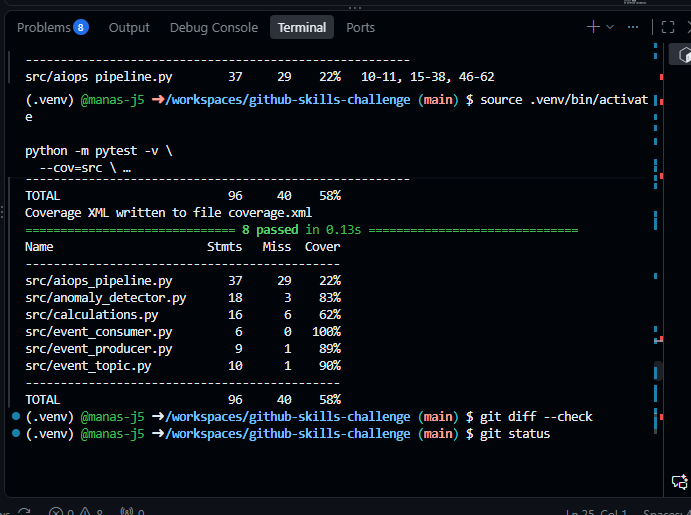 Problems 8 Output Debug Console Terminal Ports
-----------------------------------------------------
src/aiops pipeline.py 37 29 22% 10-11, 15-38, 46-62
(.venv) @manas-j5 ➜/workspaces/github-skills-challenge (main) $ source .venv/bin/activat
e
python -m pytest -v \
--cov=src \ …
-----------------------------------------------------
TOTAL 96 40 58%
Coverage XML written to file coverage.xml
============================== 8 passed in 0.13s ==============================
Name Stmts Miss Cover
-------------------------------------------
src/aiops_pipeline.py 37 29 22%
src/anomaly_detector.py 18 3 83%
src/calculations.py 16 6 62%
src/event_consumer.py 6 0 100%
src/event_producer.py 9 1 89%
src/event_topic.py 10 1 90%
-------------------------------------------
TOTAL 96 40 58%
(.venv) @manas-j5 ➜/workspaces/github-skills-challenge (main) $ git diff --check
(.venv) @manas-j5 ➜/workspaces/github-skills-challenge (main) $ git status